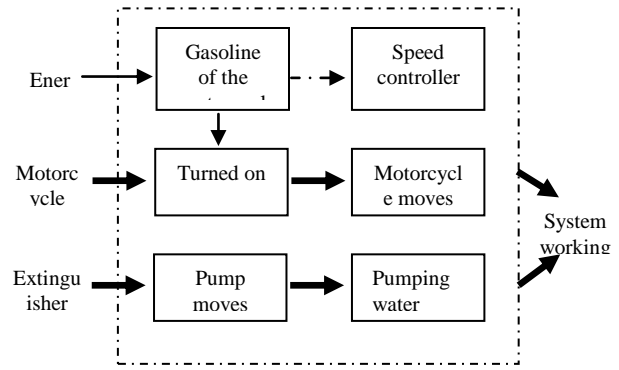 Ener
Gasoline
of the
Speed
controller
Motorc
ycle
Turned on
Motorcycl
e moves
System
working
Extingu
isher
Pump
moves
Pumping
water